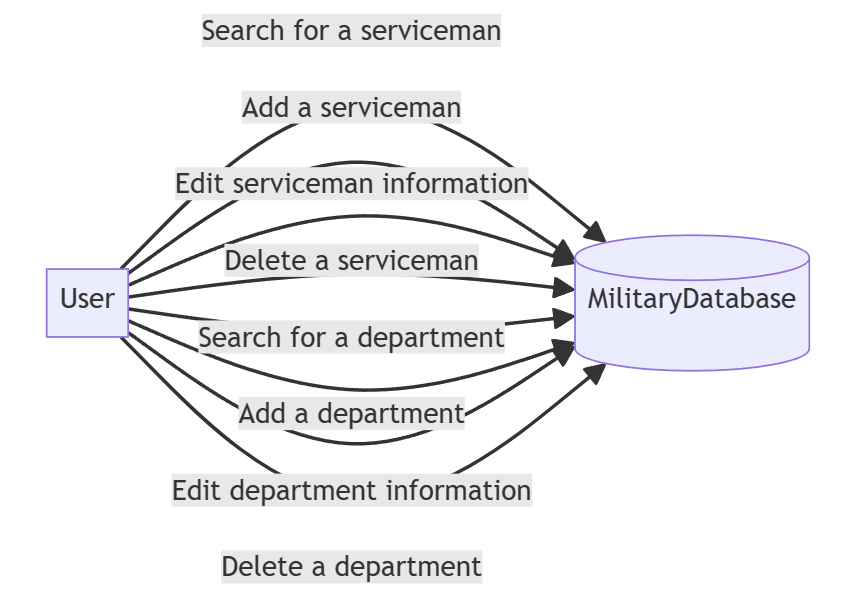 Search for a serviceman
Add a serviceman
Edit serviceman information
Delete a serviceman
User
MilitaryDatabase
Search for a department
Add a department
Edit department information
Delete a department